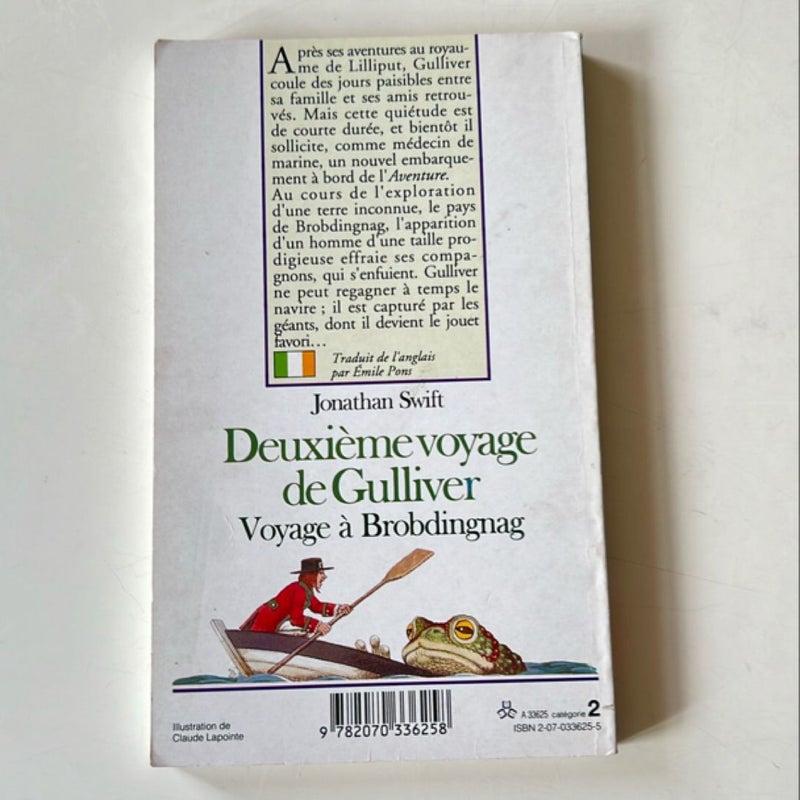 Après ses aventures au royau-
me de Lilliput, Gulliver
coule des jours paisibles entre
sa famille et ses amis retrou-
vés. Mais cette quiétude est
de courte durée, et bientôt il
sollicite, comme médecin de
marine, un nouvel embarque-
ment à bord de l'Aventure.
Au cours de l'exploration
d'une terre inconnue, le pays
de Brobdingnag, l'apparition
d'un homme d'une taille pro-
digieuse effraie ses compa-
gnons, qui s'enfuient. Gulliver
ne peut regagner à temps le
navire ; il est capturé par les
géants, dont il devient le jouet
favori...
Traduit de l'anglais
par Émile Pons
Jonathan Swift
Deuxième voyage
de Gulliver
Voyage à Brobdingnag
Illustration de
Claude Lapointe
9 782070 336258
A 33625 catégorie 2
ISBN 2-07-033625-5